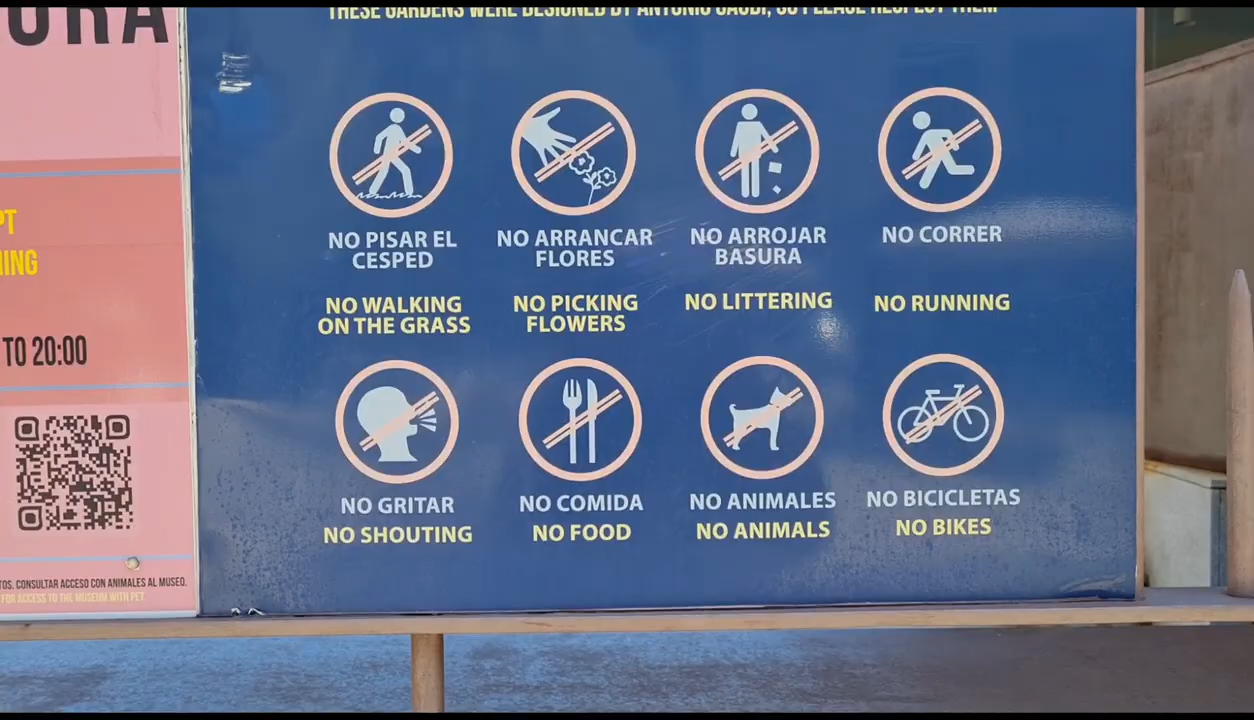 THESE GARDENS WERE DESIGNED BY ANTONIO GAUDÍ, SO PLEASE RESPECT THEM
NO PISAR EL
CESPED
NO WALKING
ON THE GRASS
NO ARRANCAR
FLORES
NO PICKING
FLOWERS
NO ARROJAR
BASURA
NO LITTERING
NO CORRER
NO RUNNING
NO GRITAR
NO SHOUTING
NO COMIDA
NO FOOD
NO ANIMALES
NO ANIMALS
NO BICICLETAS
NO BIKES
TO 20:00
CONSULTAR ACCESO CON ANIMALES AL MUSEO.
FOR ACCESS TO THE MUSEUM WITH PET.